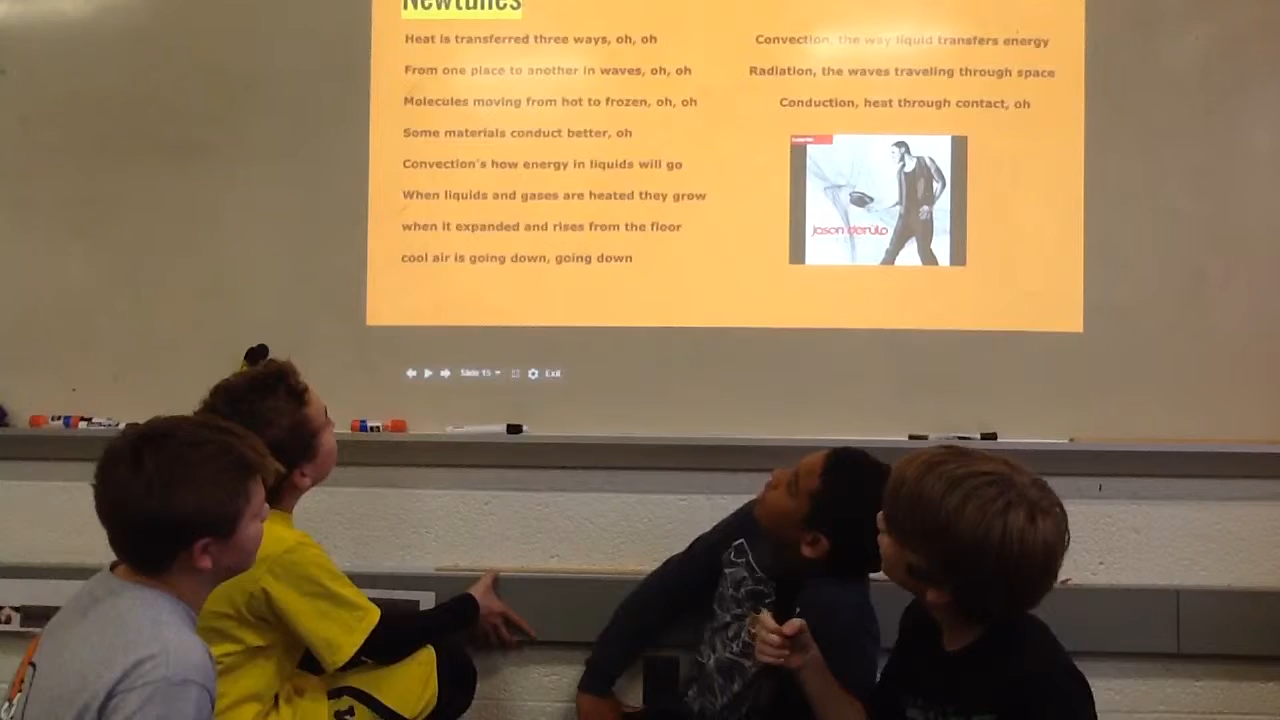 Newtunes
Heat is transferred three ways, oh, oh
From one place to another in waves, oh, oh
Molecules moving from hot to frozen, oh, oh
Some materials conduct better, oh
Convection's how energy in liquids will go
When liquids and gases are heated they grow
when it expanded and rises from the floor
cool air is going down, going down
Convection, the way liquid transfers energy
Radiation, the waves traveling through space
Conduction, heat through contact, oh
jason derulo
Slide 15
Exit